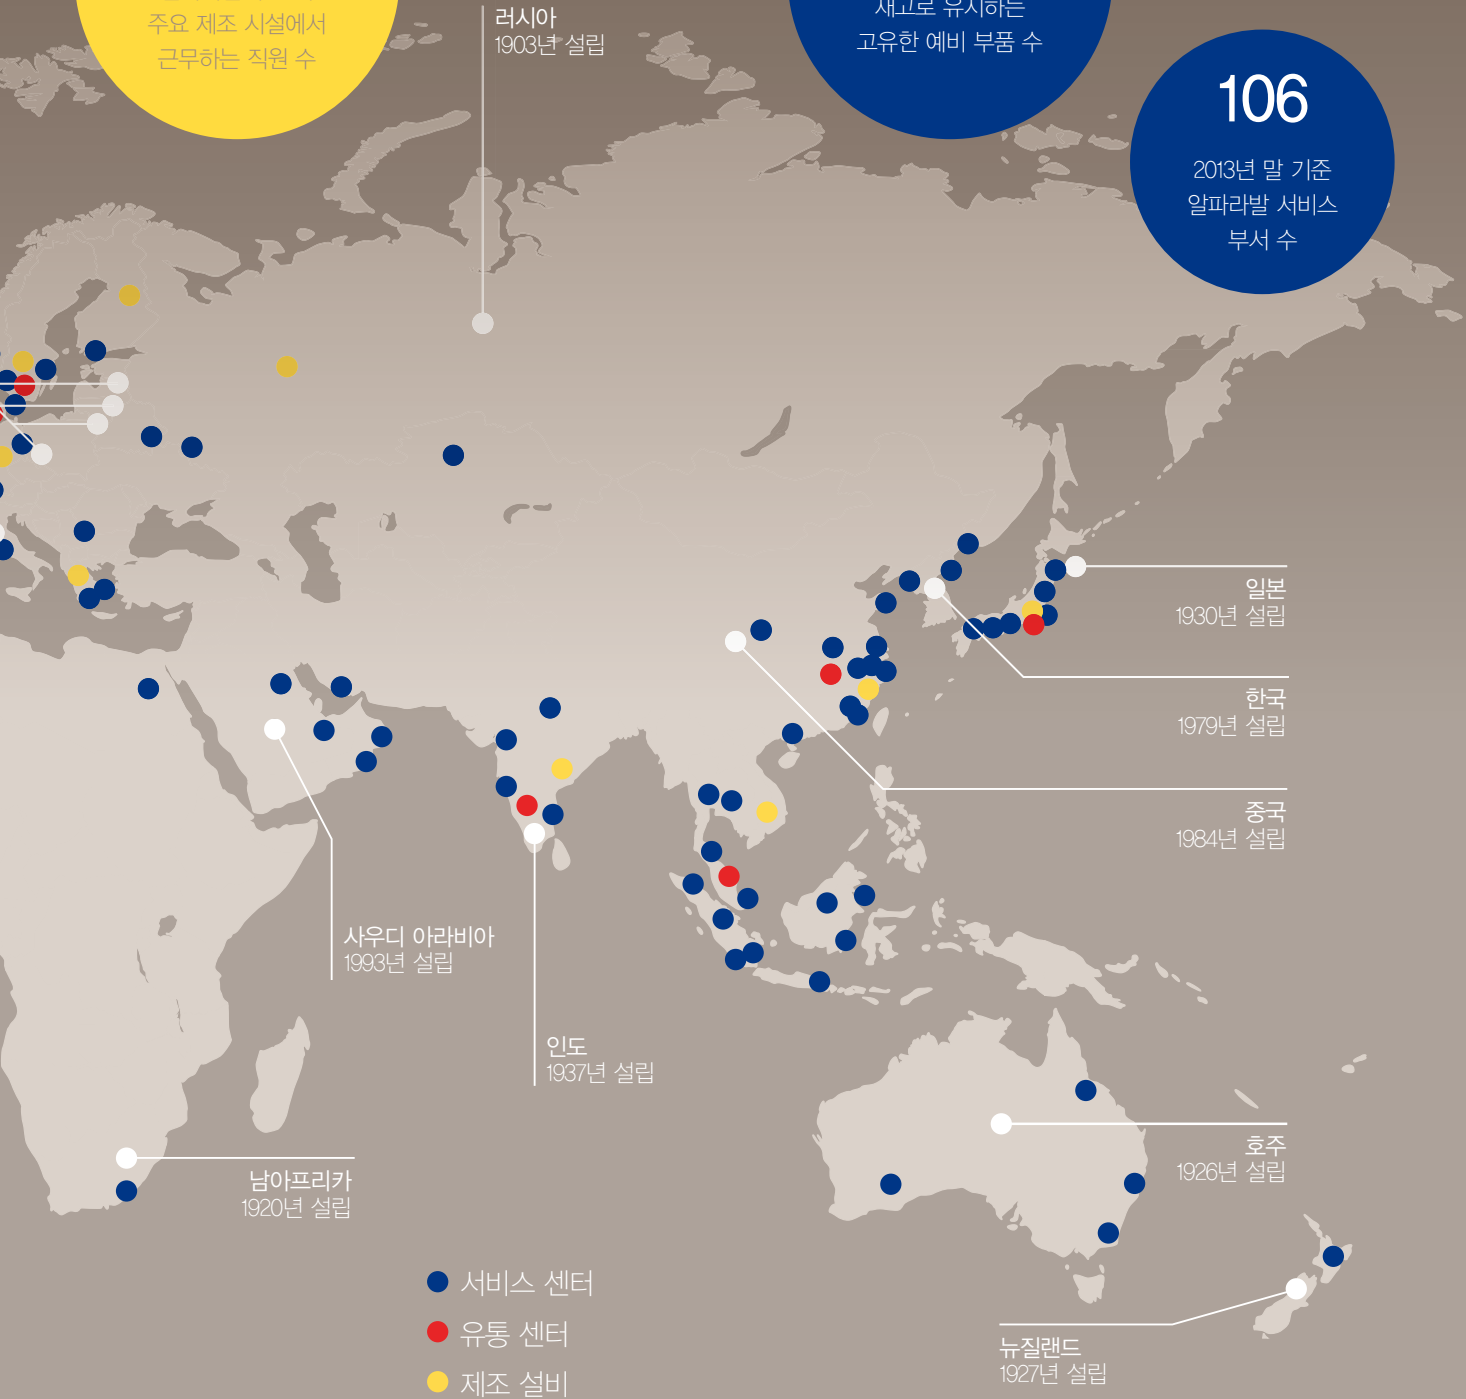 주요 제조 시설에서
근무하는 직원 수
러시아
1903년 설립
재고로 유지하는
고유한 예비 부품 수
106
2013년 말 기준
알파라발 서비스
부서 수
일본
1930년 설립
한국
1979년 설립
중국
1984년 설립
사우디 아라비아
1993년 설립
인도
1937년 설립
호주
1926년 설립
남아프리카
1920년 설립
뉴질랜드
1927년 설립
서비스 센터
유통 센터
제조 설비